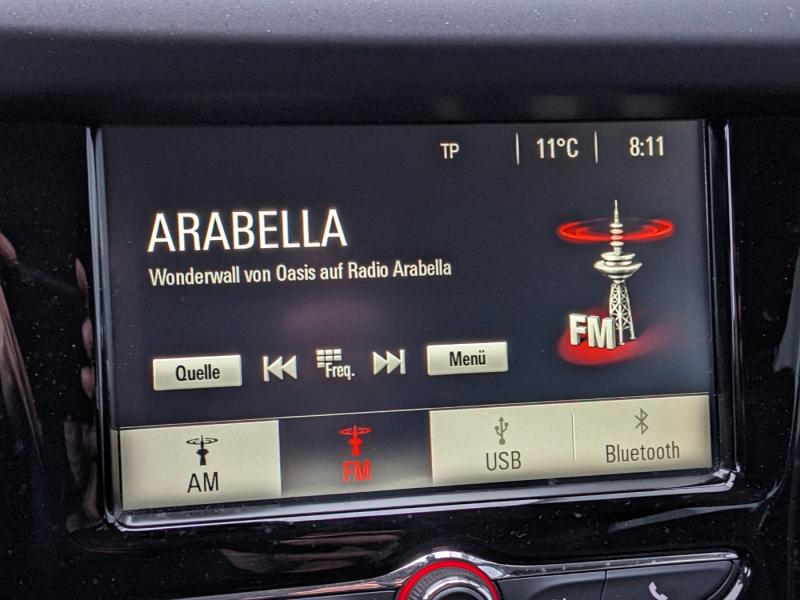 TP 11°C 8:11
ARABELLA
Wonderwall von Oasis auf Radio Arabella
FM
Quelle Freq. Menü
AM FM USB Bluetooth